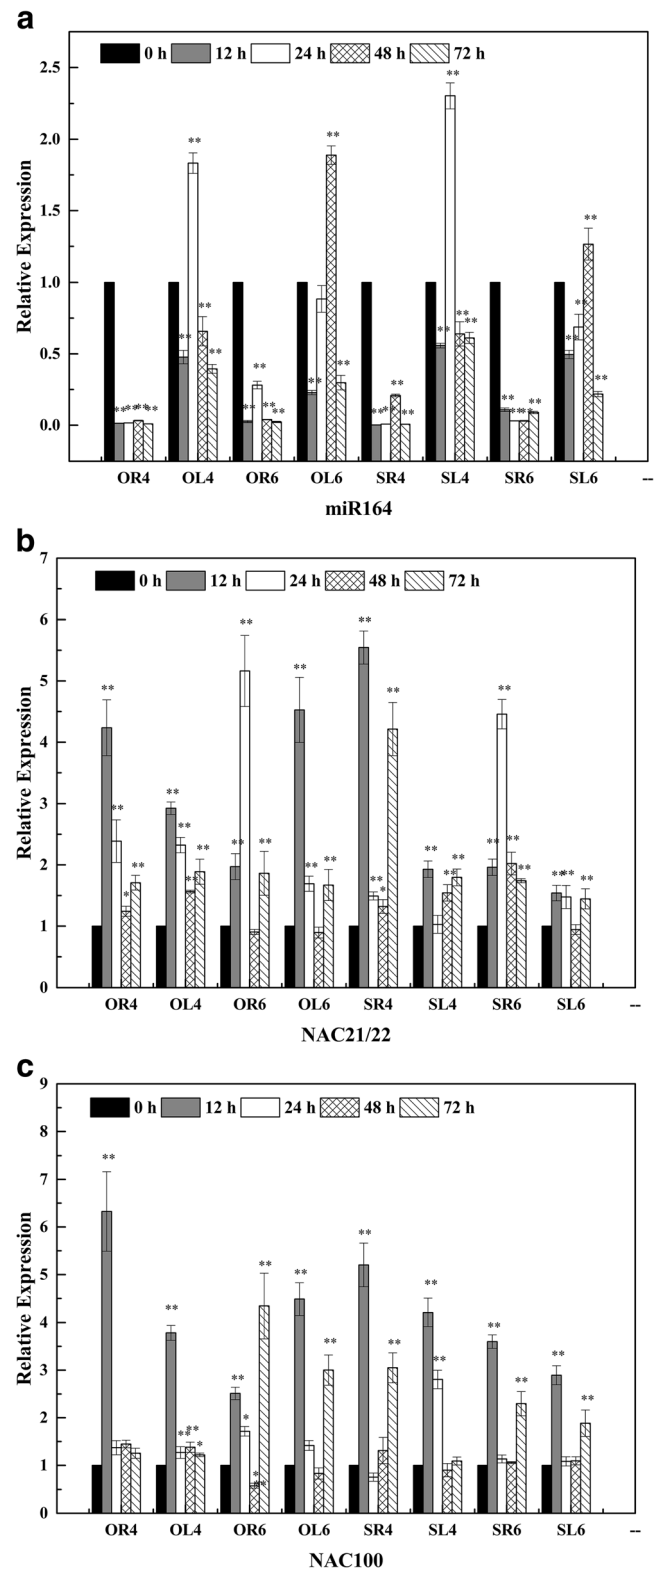 a
0 h 12 h 24 h 48 h 72 h
2.5
2.0
1.5
1.0
0.5
0.0
Relative Expression
OR4 OL4 OR6 OL6 SR4 SL4 SR6 SL6 --
miR164
b
0 h 12 h 24 h 48 h 72 h
7
6
5
4
3
2
1
0
Relative Expression
OR4 OL4 OR6 OL6 SR4 SL4 SR6 SL6 --
NAC21/22
c
0 h 12 h 24 h 48 h 72 h
9
8
7
6
5
4
3
2
1
0
Relative Expression
OR4 OL4 OR6 OL6 SR4 SL4 SR6 SL6 --
NAC100